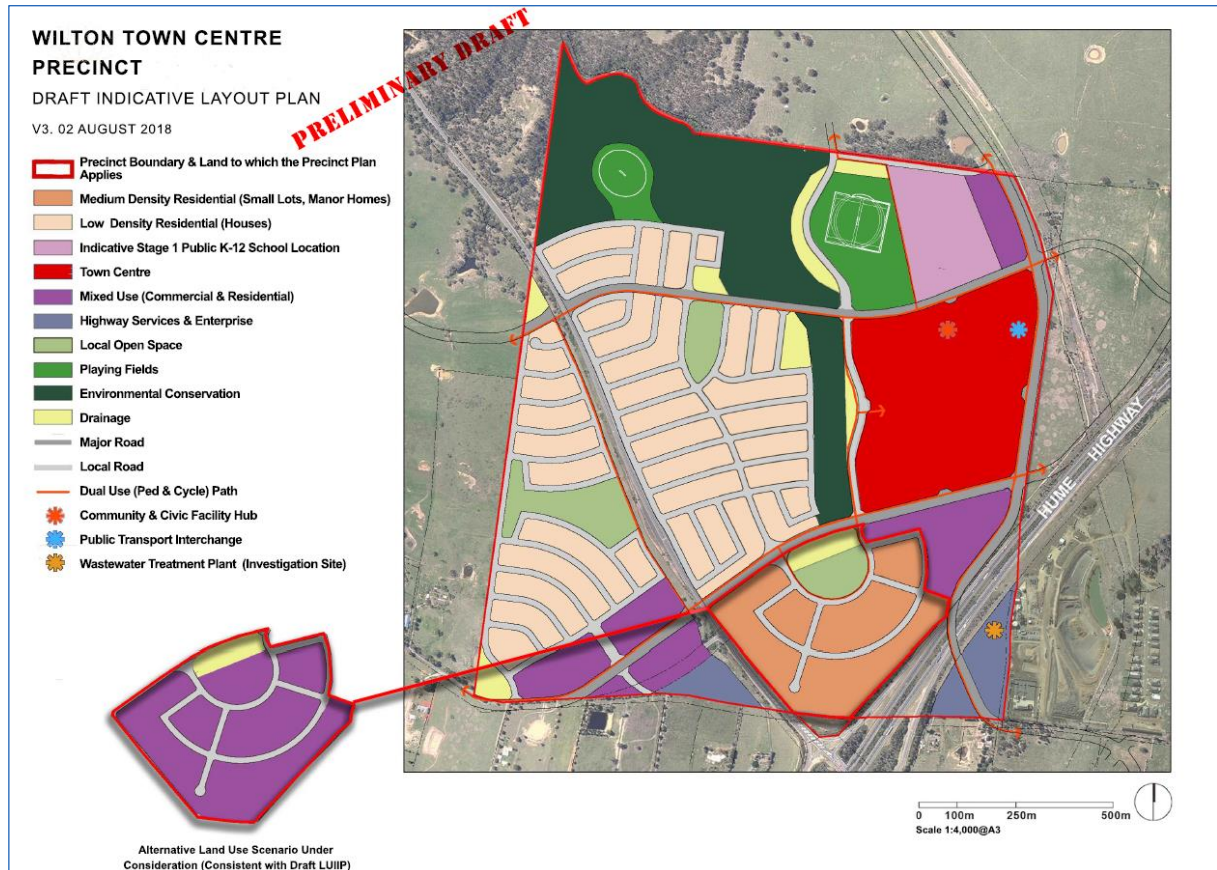 WILTON TOWN CENTRE
PRECINCT
DRAFT INDICATIVE LAYOUT PLAN
V3. 02 AUGUST 2018
PRELIMINARY DRAFT
Precinct Boundary & Land to which the Precinct Plan
Applies
Medium Density Residential (Small Lots, Manor Homes)
Low Density Residential (Houses)
Indicative Stage 1 Public K-12 School Location
Town Centre
Mixed Use (Commercial & Residential)
Highway Services & Enterprise
Local Open Space
Playing Fields
Environmental Conservation
Drainage
Major Road
Local Road
Dual Use (Ped & Cycle) Path
Community & Civic Facility Hub
Public Transport Interchange
Wastewater Treatment Plant (Investigation Site)
HUME HIGHWAY
Alternative Land Use Scenario Under
Consideration (Consistent with Draft LUIIP)
0 100m 250m 500m
Scale 1:4,000@A3